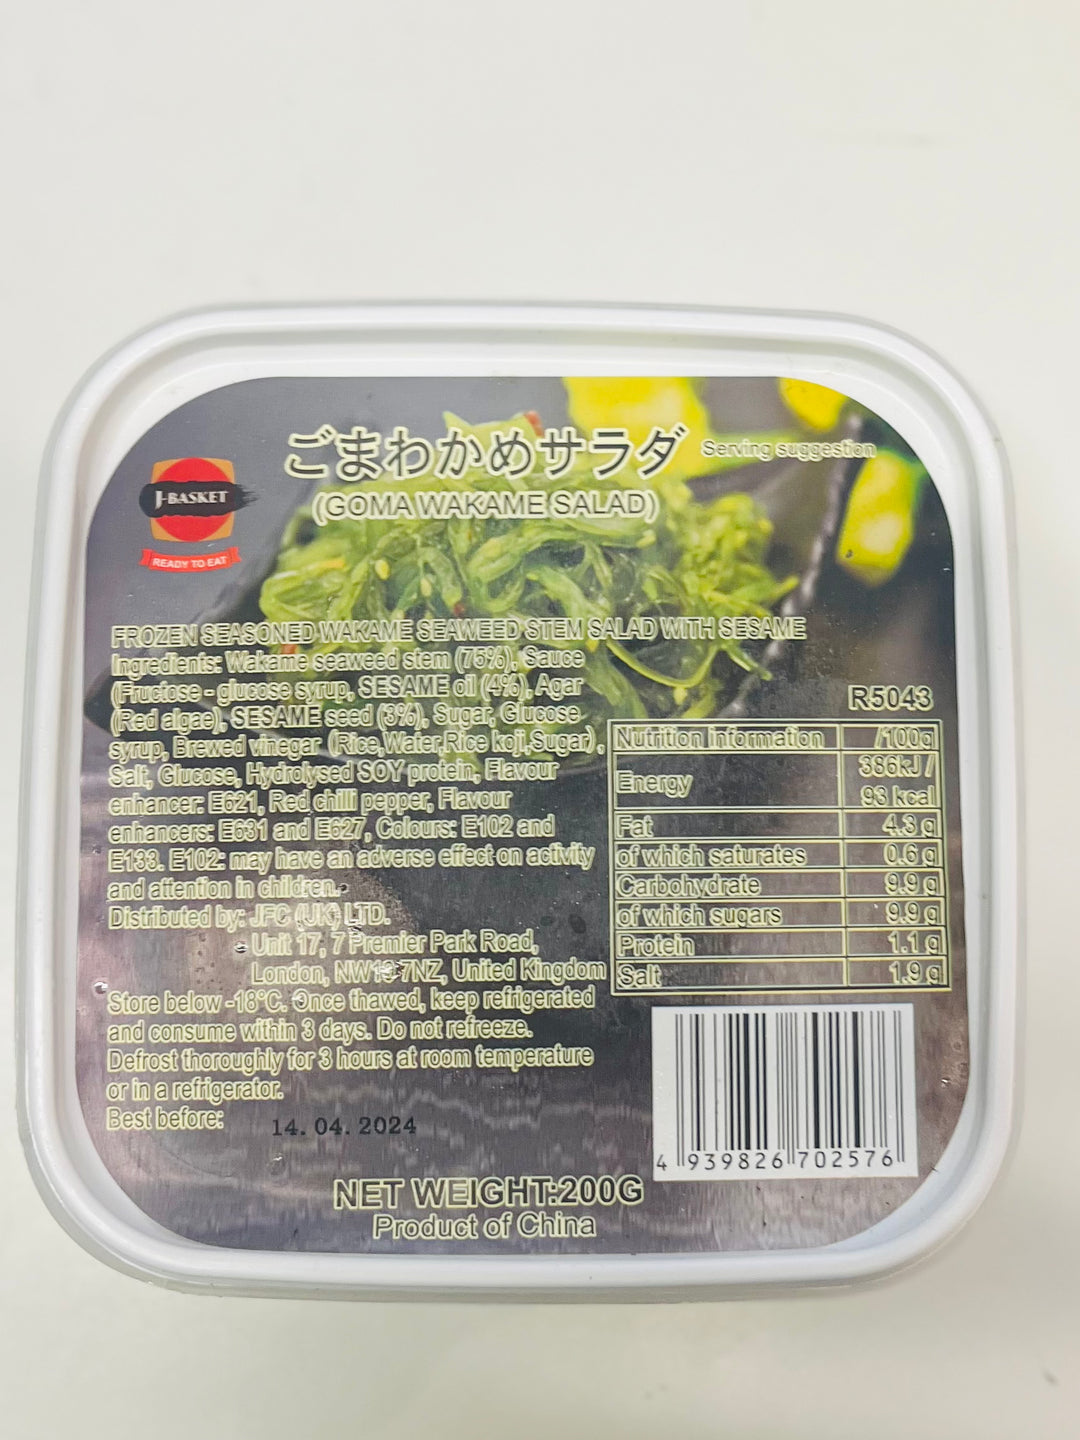 ごまわかめサラダ Serving suggestion
(GOMA WAKAME SALAD)
J-BASKET
READY TO EAT
FROZEN SEASONED WAKAME SEAWEED STEM SALAD WITH SESAME
Ingredients: Wakame seaweed stem (75%), Sauce
(Fructose - glucose syrup, SESAME oil (4%), Agar
(Red algae), SESAME seed (3%), Sugar, Glucose
syrup, Brewed vinegar (Rice,Water,Rice koji,Sugar),
Salt, Glucose, Hydrolysed SOY protein, Flavour
enhancer: E621, Red chilli pepper, Flavour
enhancers: E631 and E627, Colours: E102 and
E133. E102: may have an adverse effect on activity
and attention in children.
Distributed by: JFC (UK) LTD.
Unit 17, 7 Premier Park Road,
London, NW10 7NZ, United Kingdom
Store below -18°C. Once thawed, keep refrigerated
and consume within 3 days. Do not refreeze.
Defrost thoroughly for 3 hours at room temperature
or in a refrigerator.
Best before: 14. 04. 2024
R5043
Nutrition information /100g
Energy 386kJ /
93 kcal
Fat 4.3 g
of which saturates 0.6 g
Carbohydrate 9.9 g
of which sugars 9.9 g
Protein 1.1 g
Salt 1.9 g
4 939826 702576
NET WEIGHT:200G
Product of China